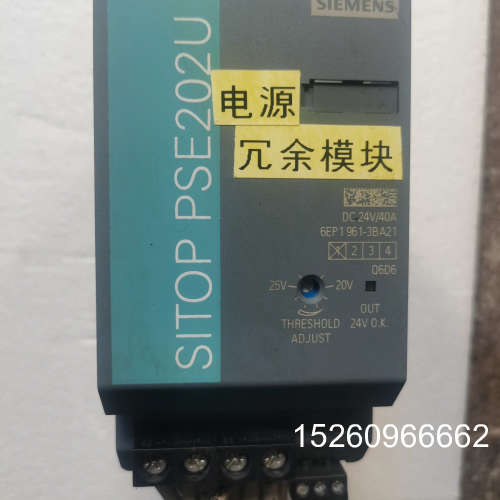 SIEMENS
SITOP PSE202U
电源
冗余模块
DC 24V/40A
6EP1 961-3BA21
X 2 3 4
Q6D6
25V 20V
THRESHOLD
ADJUST
OUT
24V O.K.
15260966662